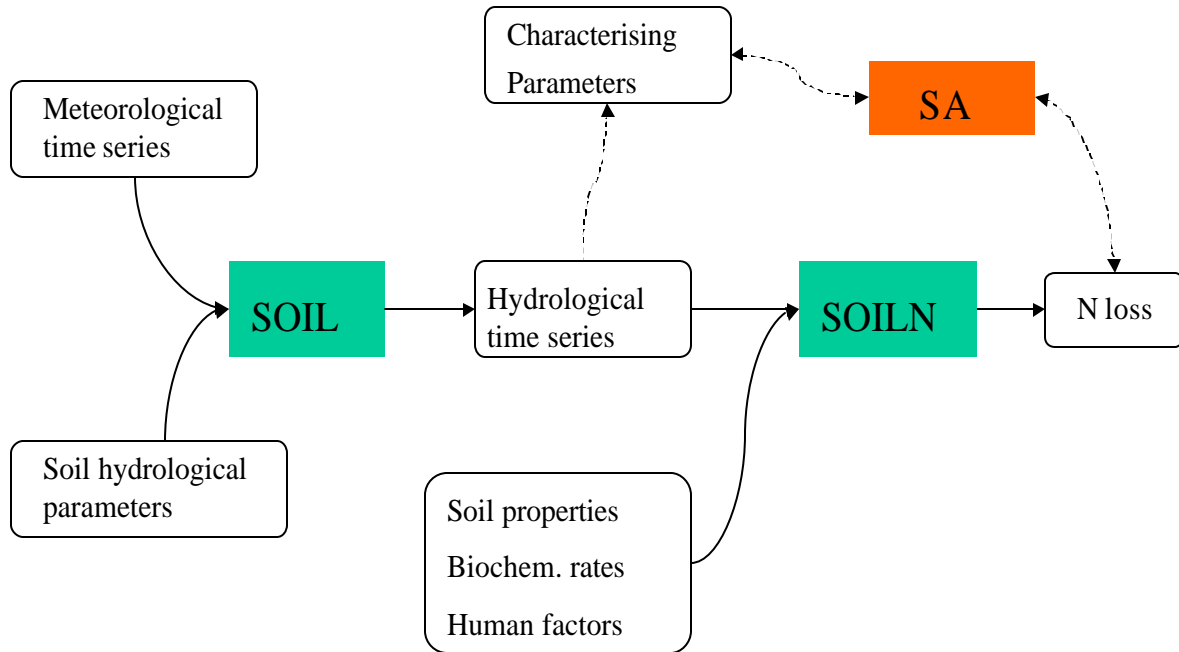 Characterising
Parameters
SA
Meteorological
time series
SOIL
Hydrological
time series
SOILN
N loss
Soil hydrological
parameters
Soil properties
Biochem. rates
Human factors